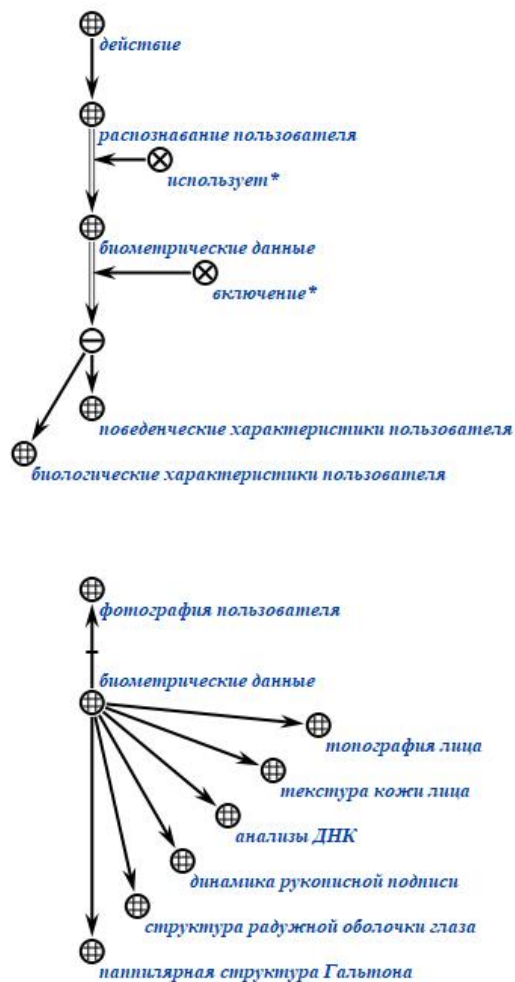 действие
распознавание пользователя
использует*
биометрические данные
включение*
поведенческие характеристики пользователя
биологические характеристики пользователя
фотография пользователя
биометрические данные
топография лица
текстура кожи лица
анализы ДНК
динамика рукописной подписи
структура радужной оболочки глаза
паппилярная структура Гальтона